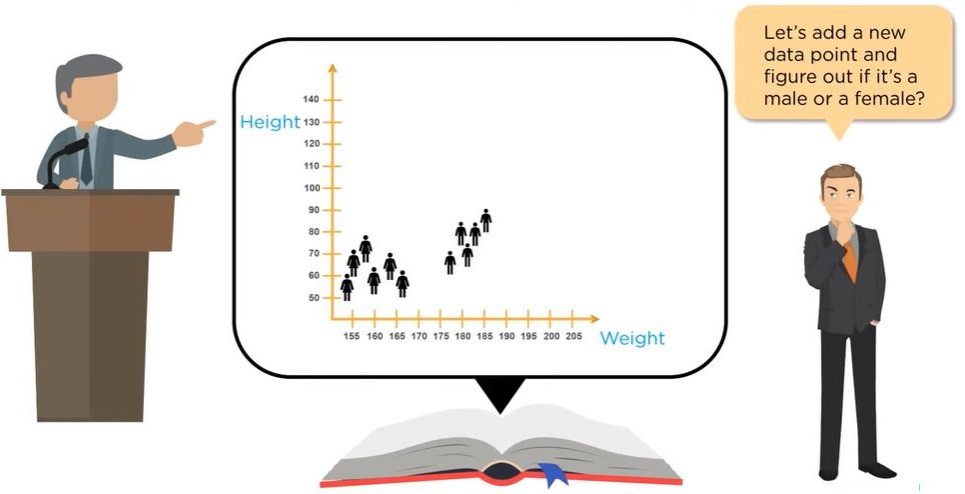 Let's add a new
data point and
figure out if it's a
male or a female?
140
Height 130
120
110
100
90
80
70
60
50
155 160 165 170 175 180 185 190 195 200 205
Weight